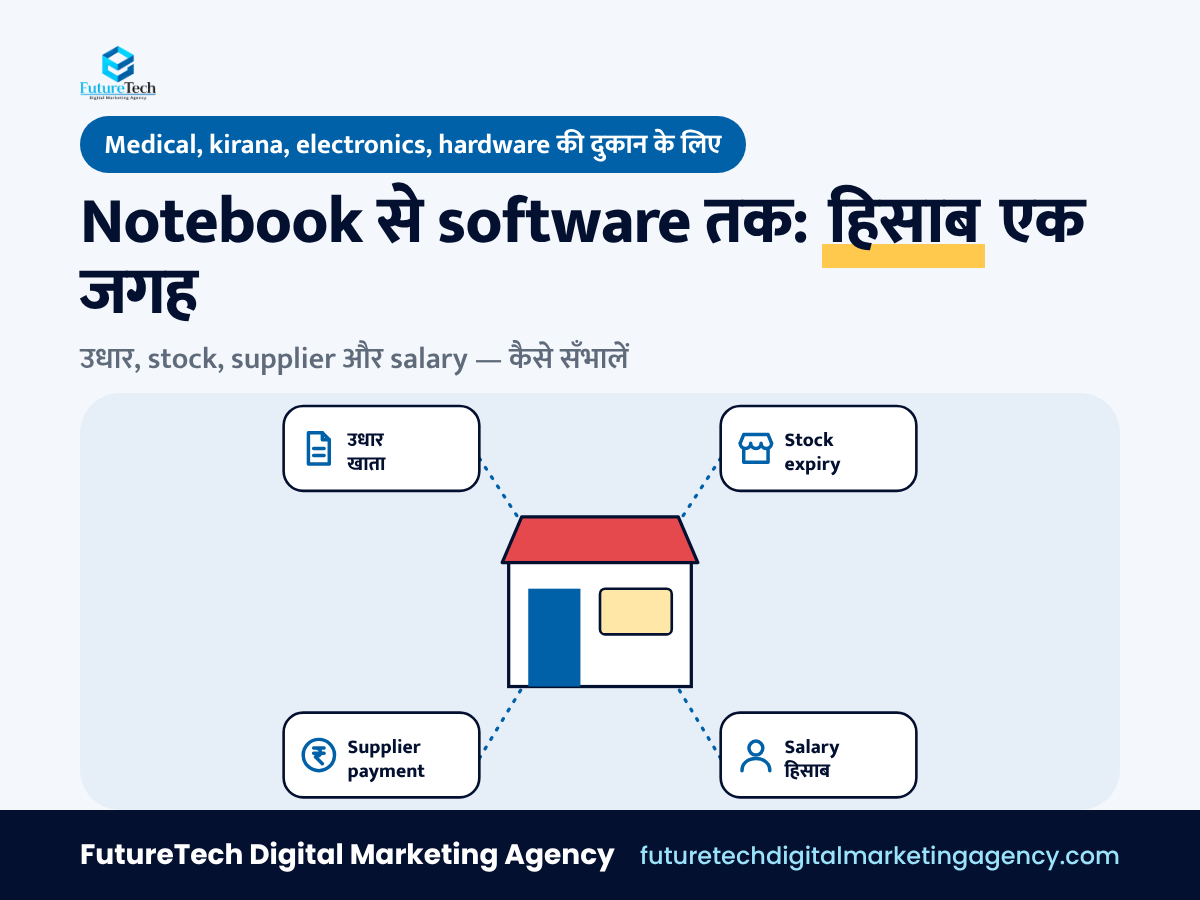 FutureTech
Digital Marketing Agency
Medical, kirana, electronics, hardware की दुकान के लिए
Notebook से software तक: हिसाब एक
जगह
उधार, stock, supplier और salary — कैसे सँभालें
उधार
खाता
Stock
expiry
Supplier
payment
Salary
हिसाब
FutureTech Digital Marketing Agency
futuretechdigitalmarketingagency.com